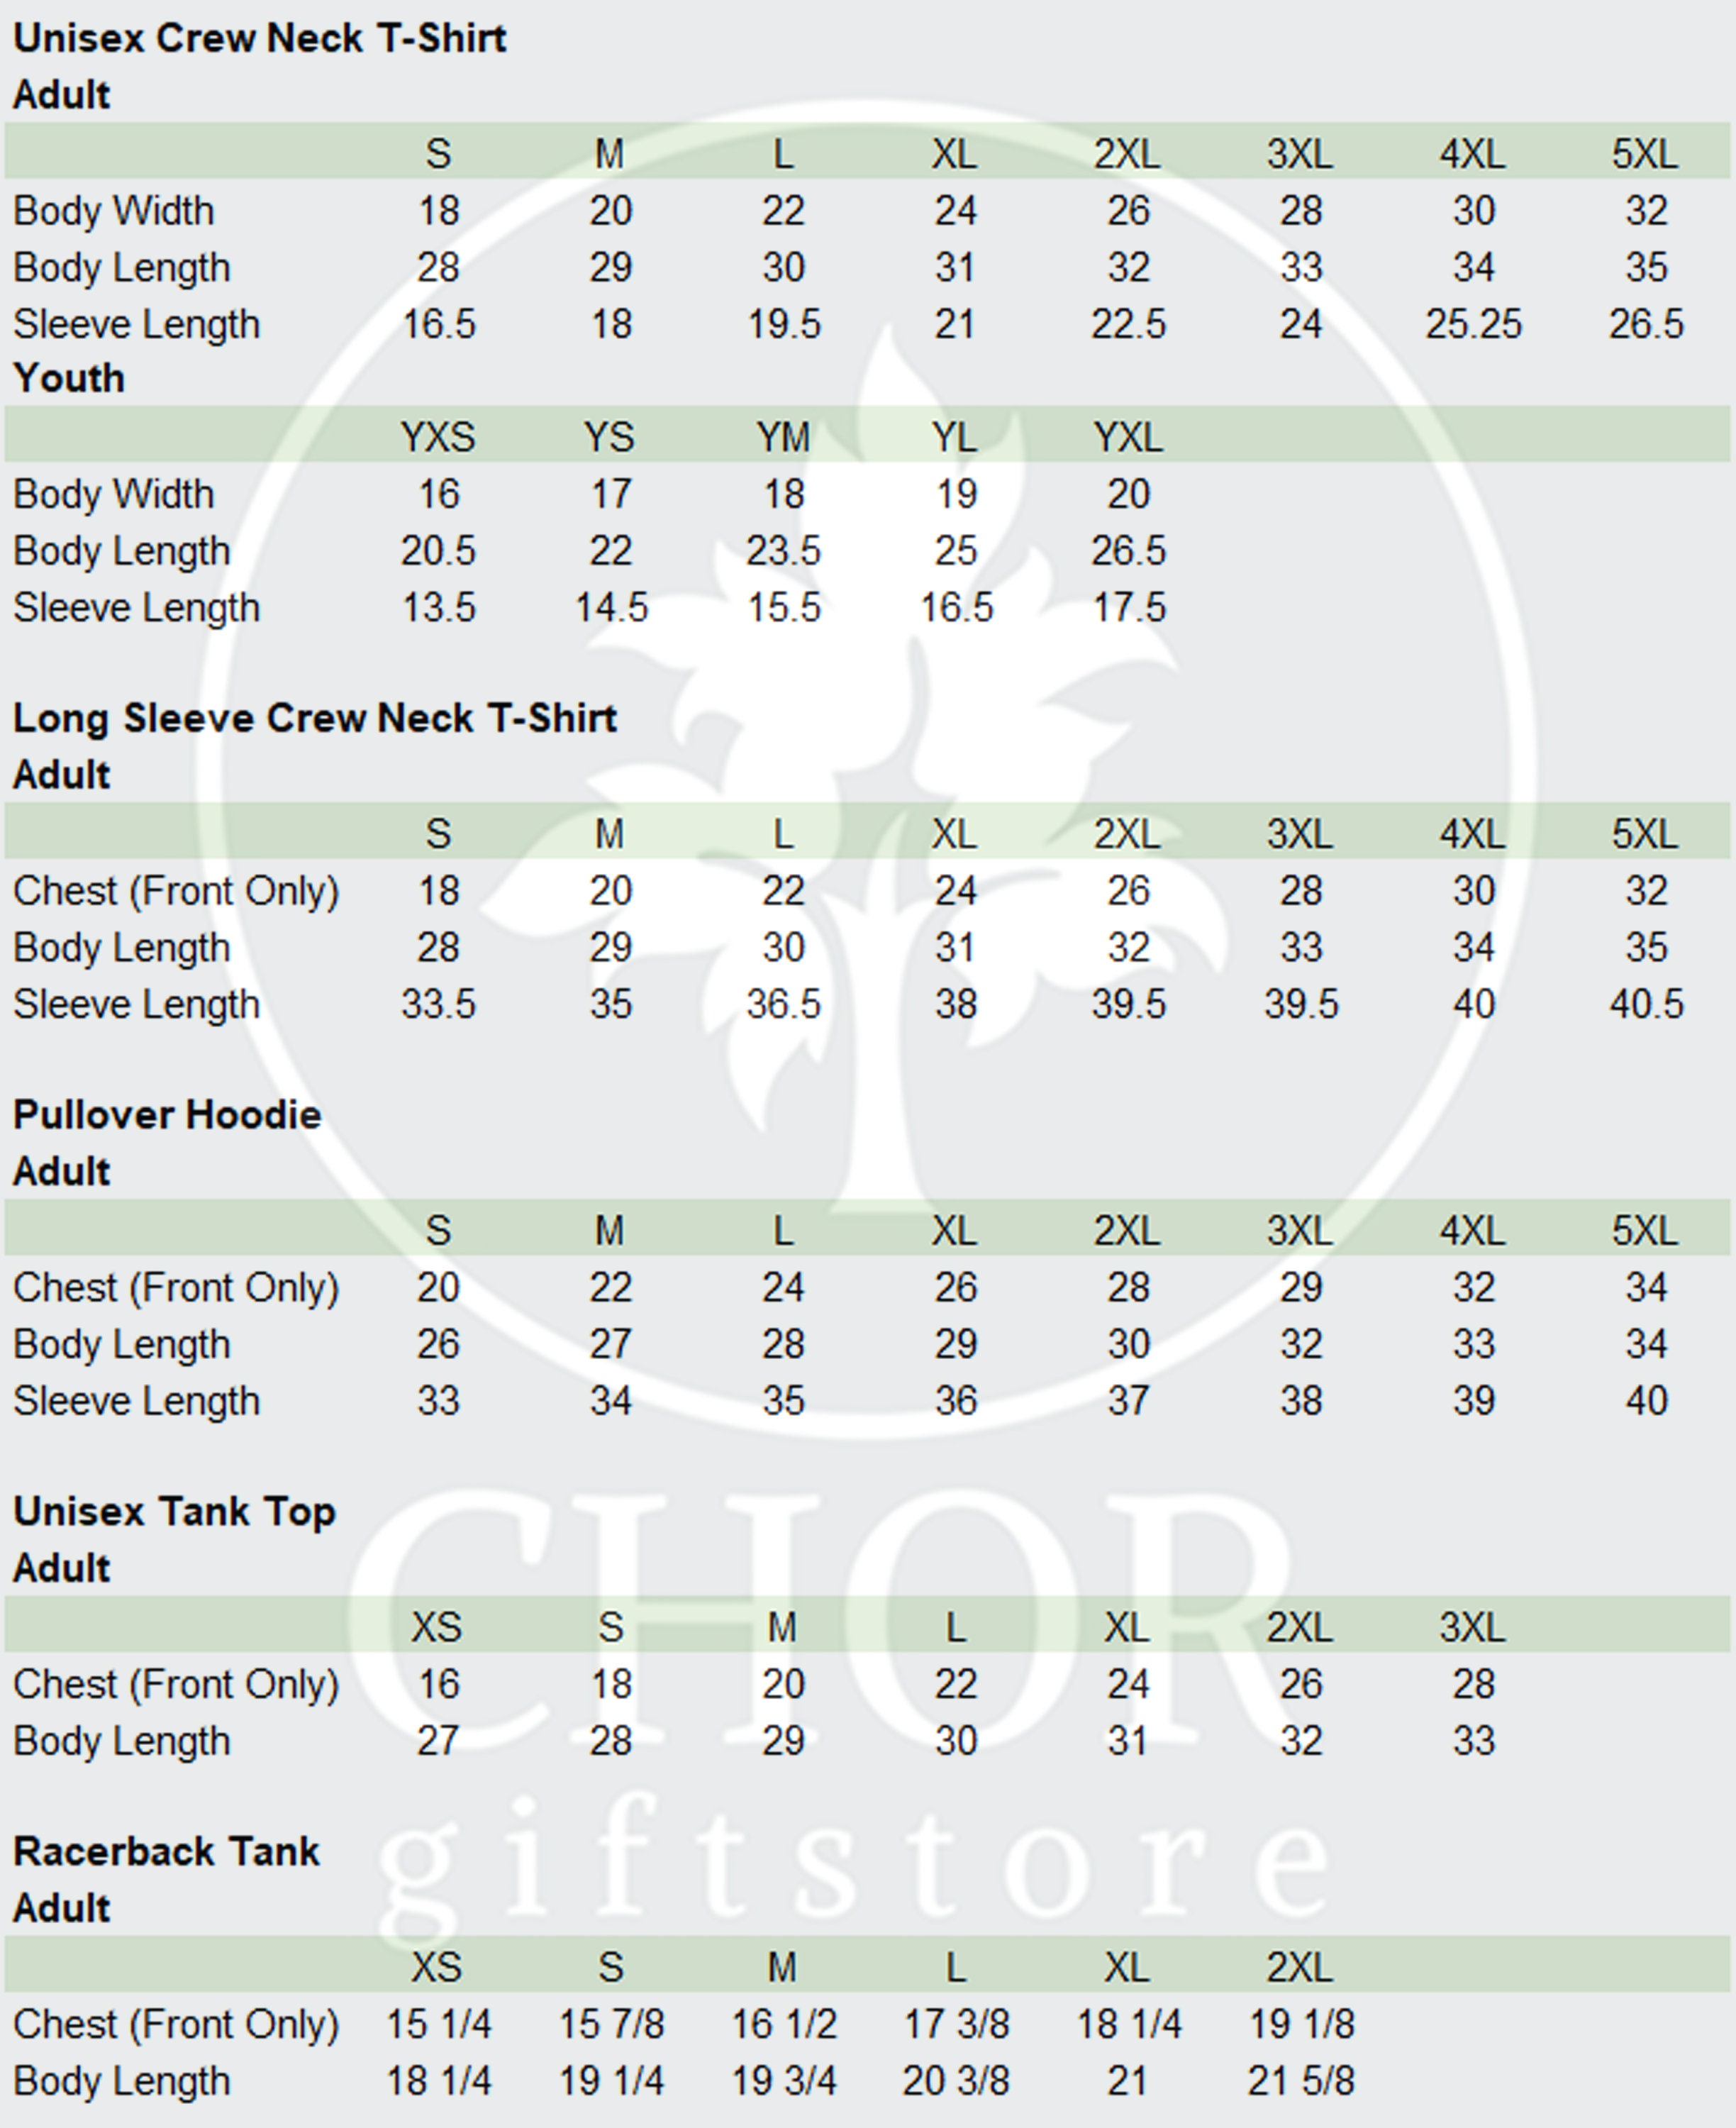 Unisex Crew Neck T-Shirt
Adult
S M L XL 2XL 3XL 4XL 5XL
Body Width 18 20 22 24 26 28 30 32
Body Length 28 29 30 31 32 33 34 35
Sleeve Length 16.5 18 19.5 21 22.5 24 25.25 26.5
Youth
YXS YS YM YL YXL
Body Width 16 17 18 19 20
Body Length 20.5 22 23.5 25 26.5
Sleeve Length 13.5 14.5 15.5 16.5 17.5
Long Sleeve Crew Neck T-Shirt
Adult
S M L XL 2XL 3XL 4XL 5XL
Chest (Front Only) 18 20 22 24 26 28 30 32
Body Length 28 29 30 31 32 33 34 35
Sleeve Length 33.5 35 36.5 38 39.5 39.5 40 40.5
Pullover Hoodie
Adult
S M L XL 2XL 3XL 4XL 5XL
Chest (Front Only) 20 22 24 26 28 29 32 34
Body Length 26 27 28 29 30 32 33 34
Sleeve Length 33 34 35 36 37 38 39 40
Unisex Tank Top
Adult
XS S M L XL 2XL 3XL
Chest (Front Only) 16 18 20 22 24 26 28
Body Length 27 28 29 30 31 32 33
CHOR
giftstore
Racerback Tank
Adult
XS S M L XL 2XL
Chest (Front Only) 15 1/4 15 7/8 16 1/2 17 3/8 18 1/4 19 1/8
Body Length 18 1/4 19 1/4 19 3/4 20 3/8 21 21 5/8